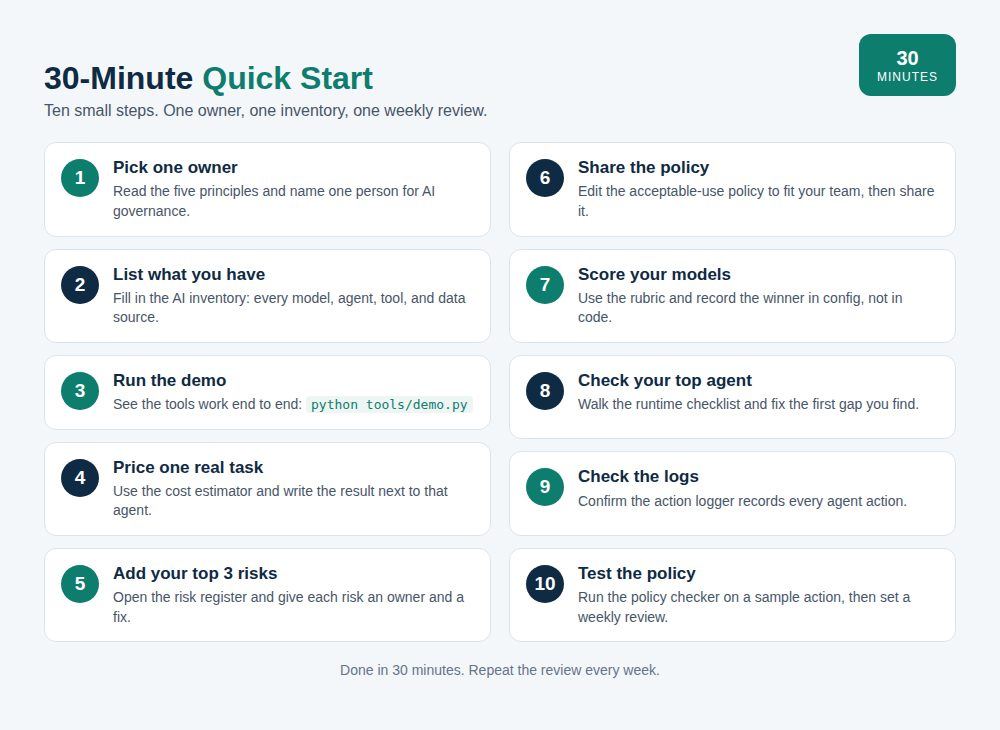 30-Minute Quick Start
Ten small steps. One owner, one inventory, one weekly review.
30
MINUTES
1
Pick one owner
Read the five principles and name one person for AI
governance.
2
List what you have
Fill in the AI inventory: every model, agent, tool, and data
source.
3
Run the demo
See the tools work end to end: python tools/demo.py
4
Price one real task
Use the cost estimator and write the result next to that
agent.
5
Add your top 3 risks
Open the risk register and give each risk an owner and a
fix.
6
Share the policy
Edit the acceptable-use policy to fit your team, then share
it.
7
Score your models
Use the rubric and record the winner in config, not in
code.
8
Check your top agent
Walk the runtime checklist and fix the first gap you find.
9
Check the logs
Confirm the action logger records every agent action.
10
Test the policy
Run the policy checker on a sample action, then set a
weekly review.
Done in 30 minutes. Repeat the review every week.